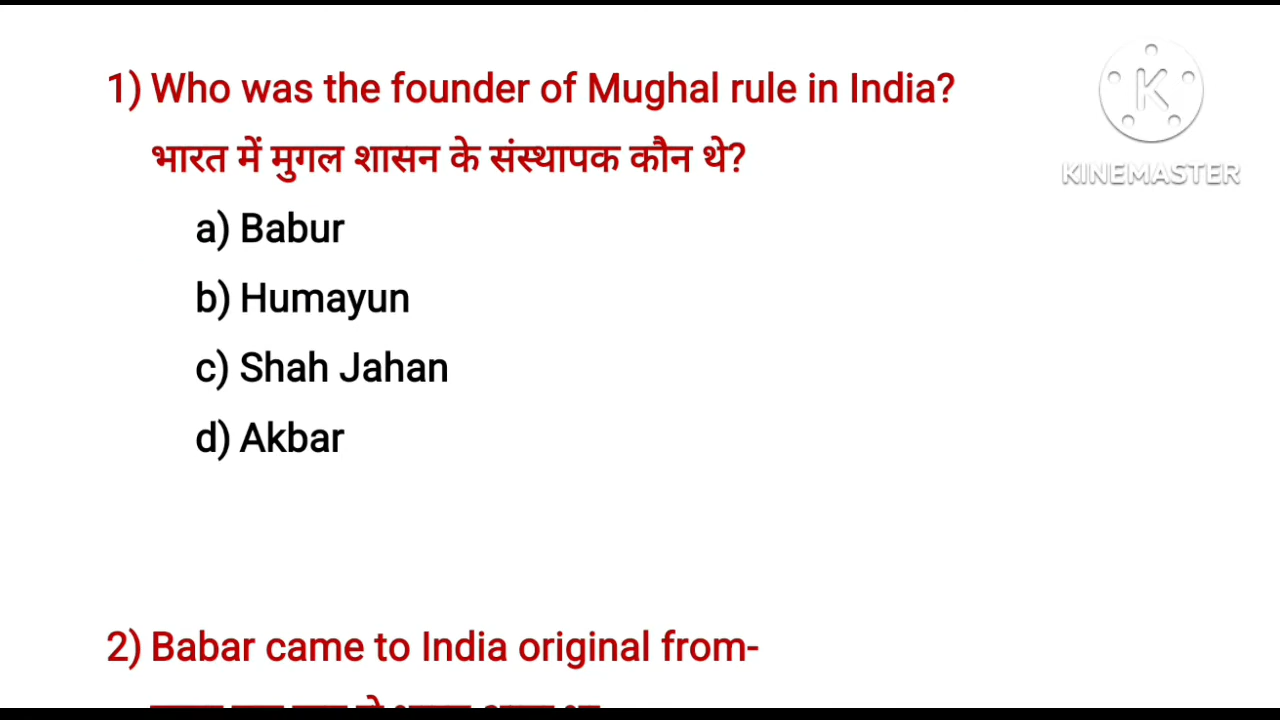 1) Who was the founder of Mughal rule in India?
भारत में मुगल शासन के संस्थापक कौन थे?
a) Babur
b) Humayun
c) Shah Jahan
d) Akbar
K
KINEMASTER
2) Babar came to India original from-